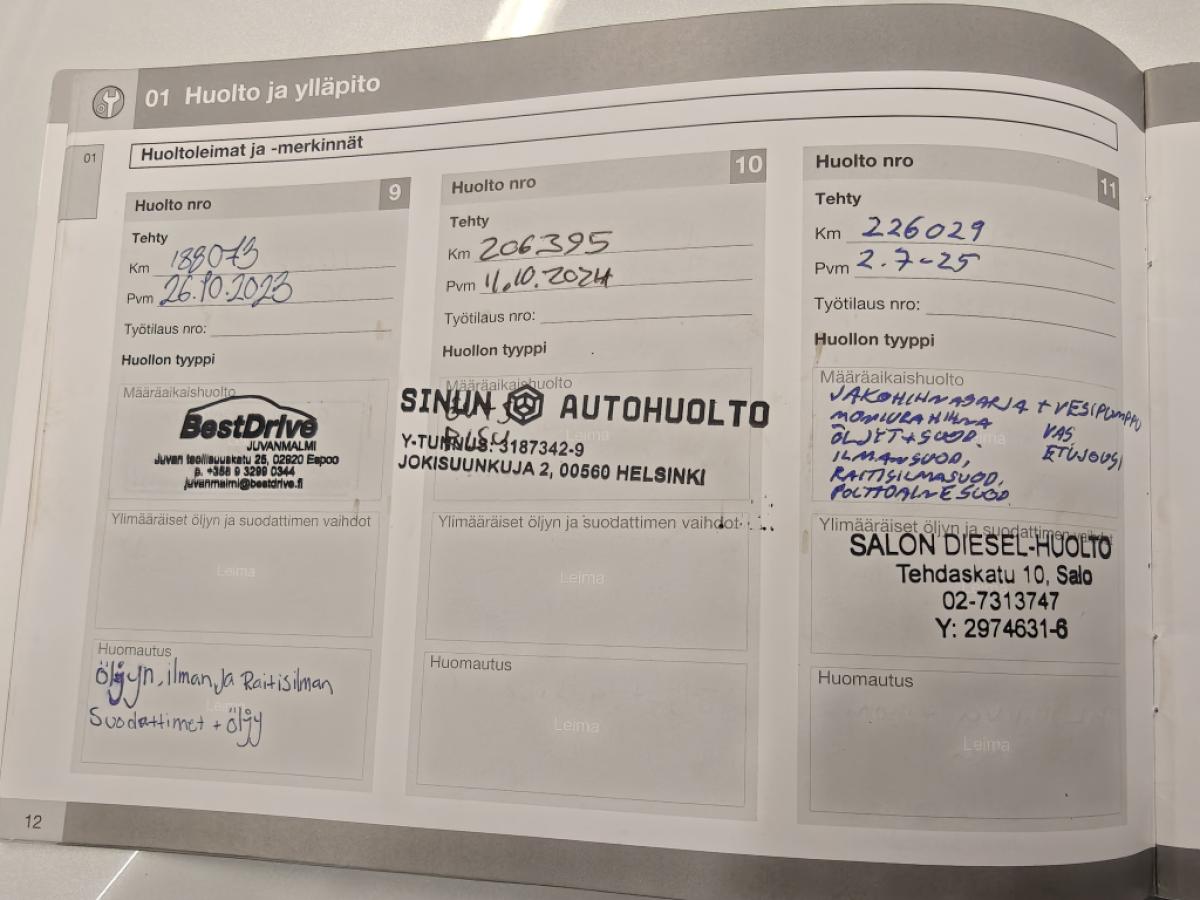 01 Huolto ja ylläpito
01
Huoltoleimat ja -merkinnät
Huolto nro 9
Tehty
Km 188073
Pvm 26.10.2023
Työtilaus nro:
Huollon tyyppi
Määräaikaishuolto
BestDrive
JUVANMALMI
Juvan teollisuuskatu 25, 02920 Espoo
p. +358 9 3299 0344
juvanmalmi@bestdrive.fi
Ylimääräiset öljyn ja suodattimen vaihdot
Leima
Huomautus
Öljyn, ilman, Ja Raitisilman
Leima
Suodattimet + öljy
Huolto nro 10
Tehty
Km 206395
Pvm 11.10.2024
Työtilaus nro:
Huollon tyyppi
Määräaikaishuolto
SINUN AUTOHUOLTO
Leima
Y-TUNNUS: 3187342-9
JOKISUUNKUJA 2, 00560 HELSINKI
Ylimääräiset öljyn ja suodattimen vaihdot
Leima
Huomautus
Leima
Huolto nro 11
Tehty
Km 226029
Pvm 2.7-25
Työtilaus nro:
Huollon tyyppi
Määräaikaishuolto
JAKOHIHNASARJA + VESIPUMPPU
MONIURAHIHNA VAS
ÖLJYT + SUOD. ETUJOUSI
ILMANSUOD,
RAITISILMASUOD,
POLTTOAINESUOD
Ylimääräiset öljyn ja suodattimen vaihdot
SALON DIESEL-HUOLTO
Tehdaskatu 10, Salo
02-7313747
Y: 2974631-6
Huomautus
Leima
12